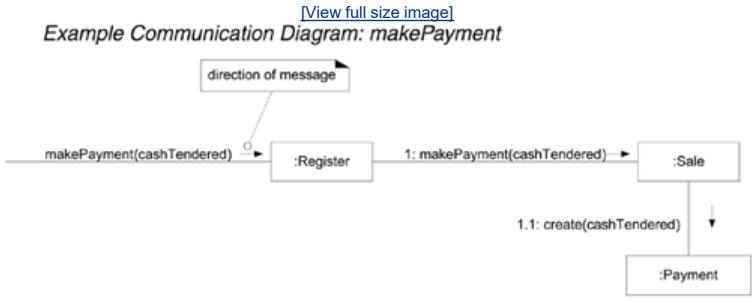 [View full size image]
Example Communication Diagram: makePayment
direction of message
makePayment(cashTendered)
:Register
1: makePayment(cashTendered)
:Sale
1.1: create(cashTendered)
:Payment